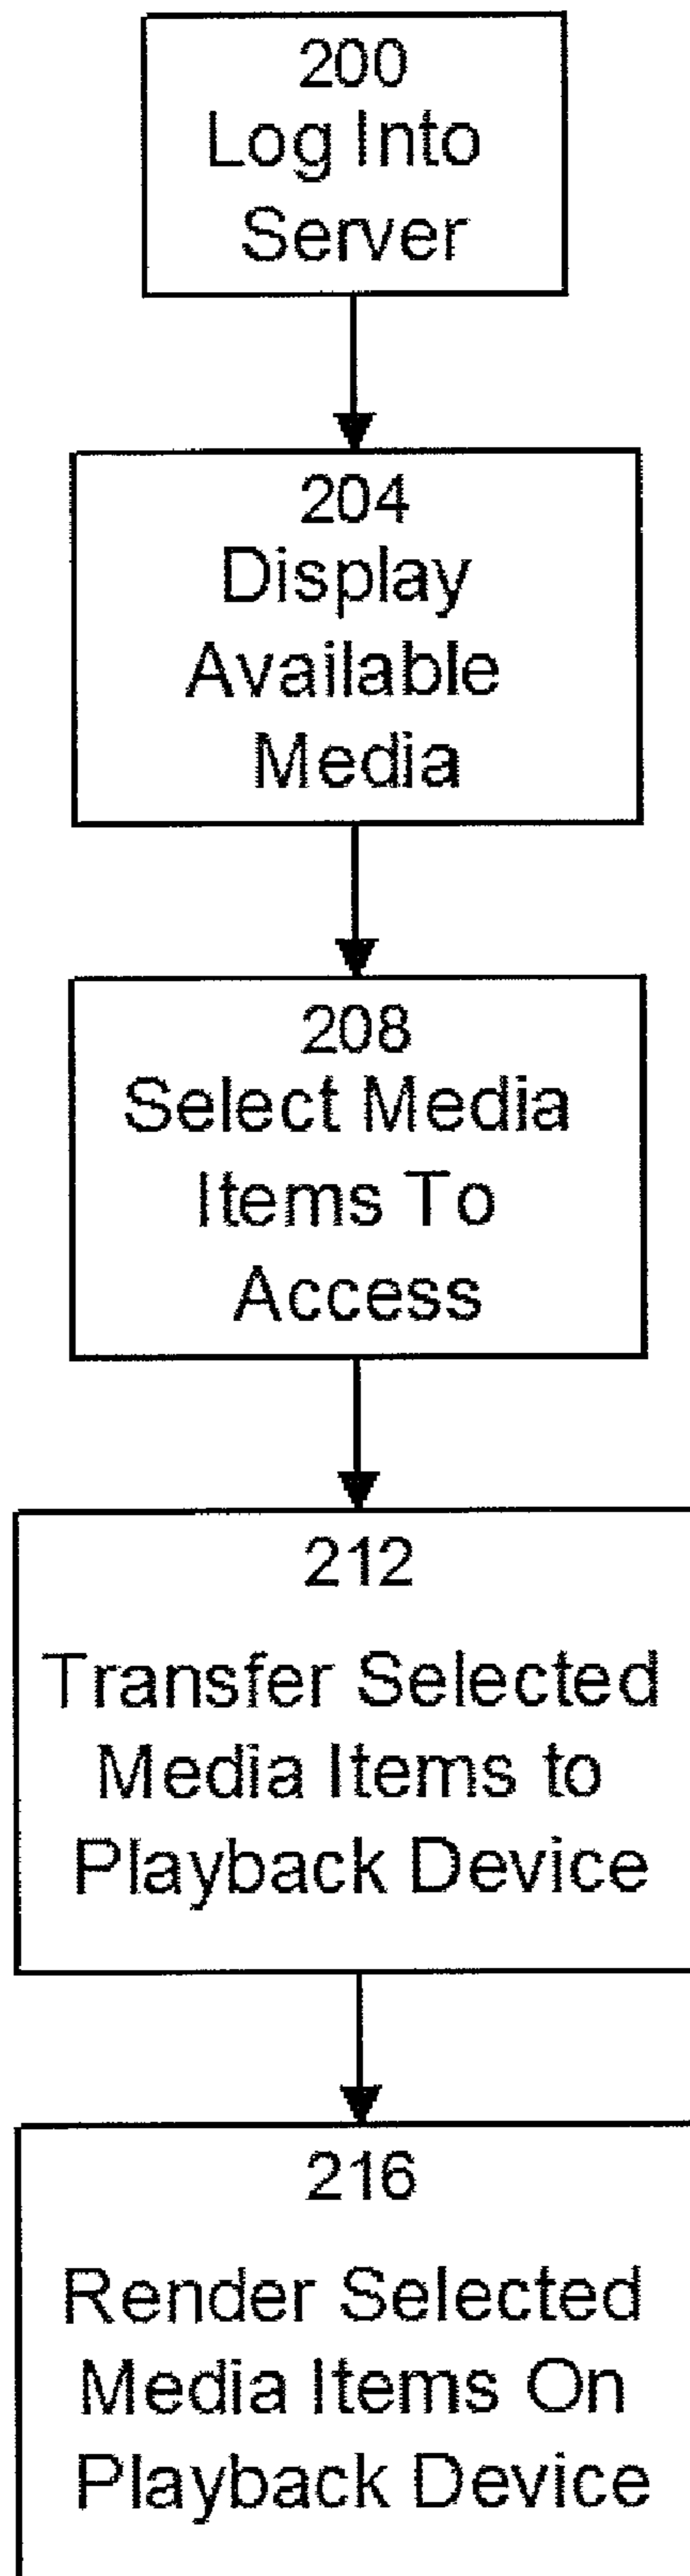 200
Log Into
Server
204
Display
Available
Media
208
Select Media
Items To
Access
212
Transfer Selected
Media Items to
Playback Device
216
Render Selected
Media Items On
Playback Device